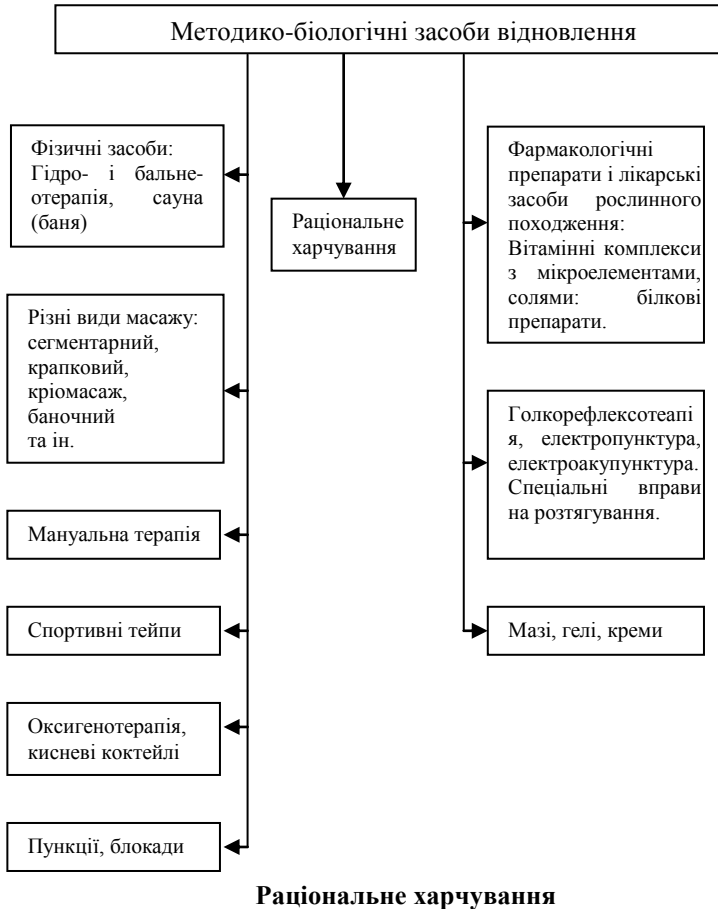 Методико-біологічні засоби відновлення
Фізичні засоби:
Гідро- і бальне-
отерапія, сауна
(баня)
Різні види масажу:
сегментарний,
крапковий,
кріомасаж,
баночний
та ін.
Мануальна терапія
Спортивні тейпи
Оксигенотерапія,
кисневі коктейлі
Пункції, блокади
Раціональне
харчування
Фармакологічні
препарати і лікарські
засоби рослинного
походження:
Вітамінні комплекси
з мікроелементами,
солями: білкові
препарати.
Голкорефлексотеапі
я, електропунктура,
електроакупунктура.
Спеціальні вправи
на розтягування.
Мазі, гелі, креми
Раціональне харчування